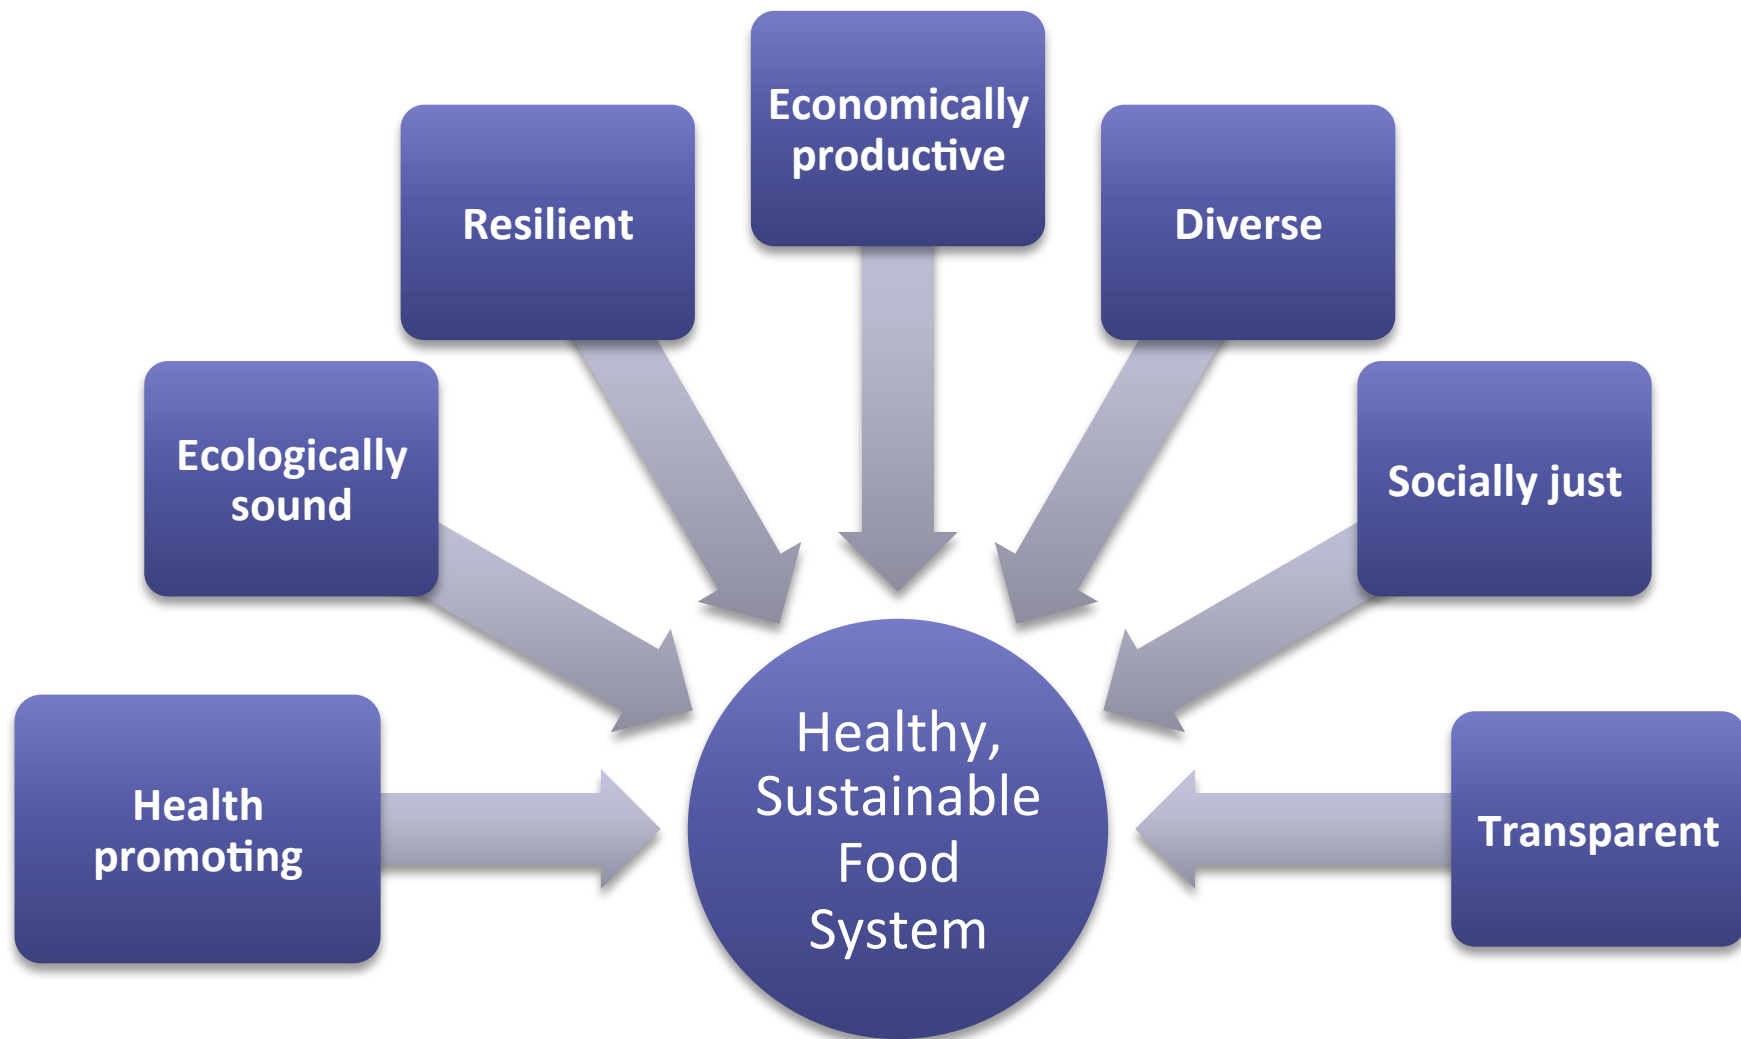 Economically
productive
Resilient
Diverse
Ecologically
sound
Socially just
Health
promoting
Transparent
Healthy,
Sustainable
Food
System